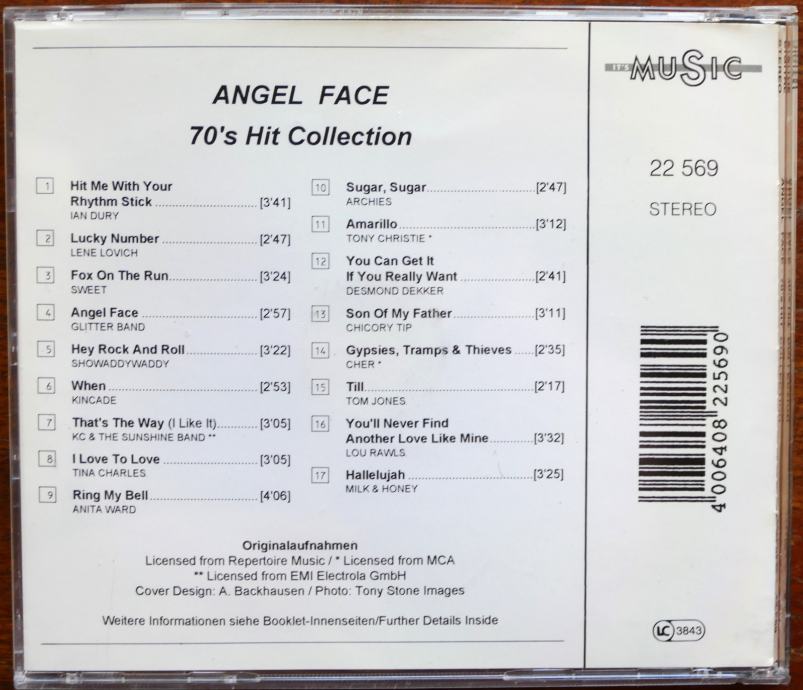 ANGEL FACE
70's Hit Collection
1 Hit Me With Your
Rhythm Stick [3'41]
IAN DURY
2 Lucky Number [2'47]
LENE LOVICH
3 Fox On The Run [3'24]
SWEET
4 Angel Face [2'57]
GLITTER BAND
5 Hey Rock And Roll [3'22]
SHOWADDYWADDY
6 When [2'53]
KINCADE
7 That's The Way (I Like It) [3'05]
KC & THE SUNSHINE BAND **
8 I Love To Love [3'05]
TINA CHARLES
9 Ring My Bell [4'06]
ANITA WARD
10 Sugar, Sugar [2'47]
ARCHIES
11 Amarillo [3'12]
TONY CHRISTIE *
12 You Can Get It
If You Really Want [2'41]
DESMOND DEKKER
13 Son Of My Father [3'11]
CHICORY TIP
14 Gypsies, Tramps & Thieves [2'35]
CHER *
15 Till [2'17]
TOM JONES
16 You'll Never Find
Another Love Like Mine [3'32]
LOU RAWLS
17 Hallelujah [3'25]
MILK & HONEY
Originalaufnahmen
Licensed from Repertoire Music / * Licensed from MCA
** Licensed from EMI Electrola GmbH
Cover Design: A. Backhausen / Photo: Tony Stone Images
Weitere Informationen siehe Booklet-Innenseiten/Further Details Inside
IT'S MUSIC
22 569
STEREO
4 006408 225690
LC 3843